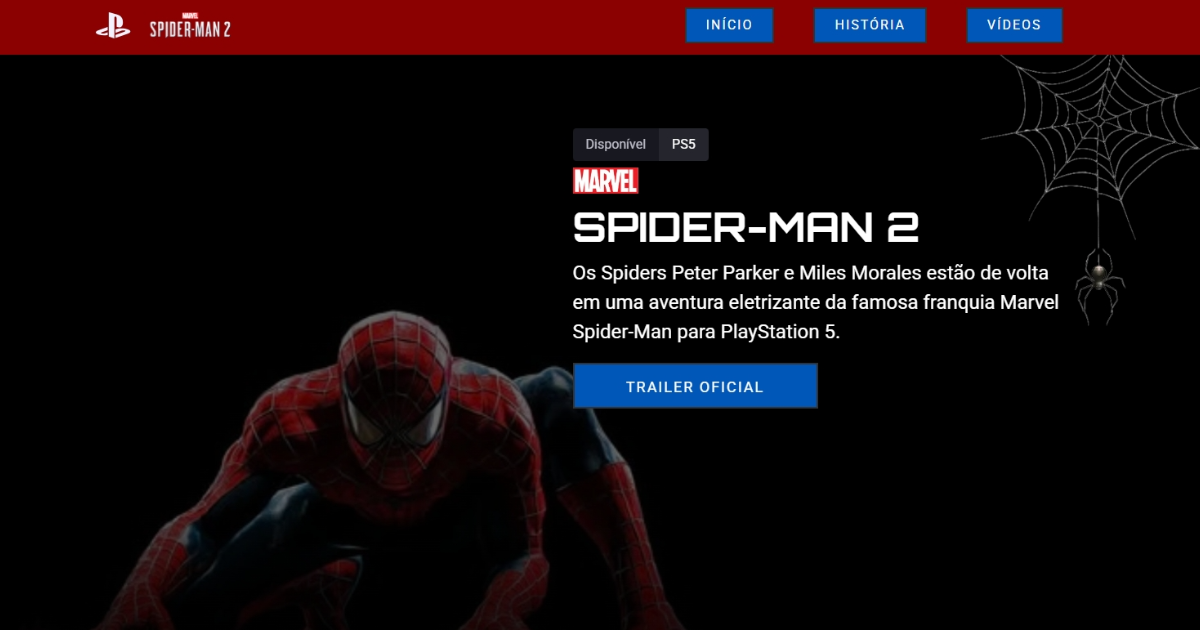 MARVEL
SPIDER-MAN 2
INÍCIO
HISTÓRIA
VÍDEOS
Disponível PS5
MARVEL
SPIDER-MAN 2
Os Spiders Peter Parker e Miles Morales estão de volta
em uma aventura eletrizante da famosa franquia Marvel
Spider-Man para PlayStation 5.
TRAILER OFICIAL